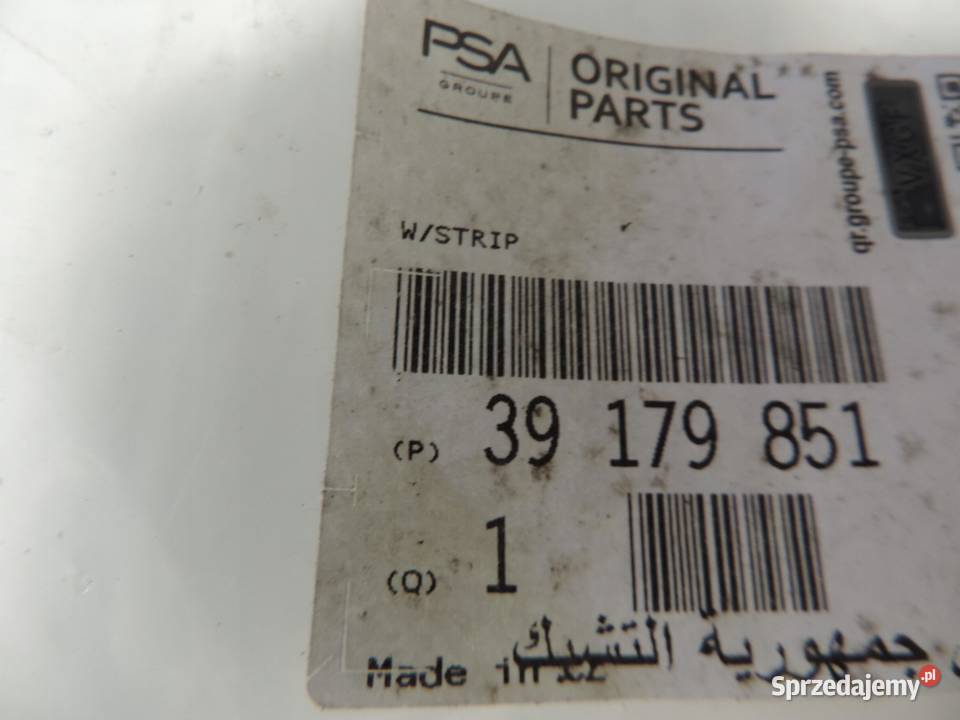 PSA
GROUPE
ORIGINAL
PARTS
qr.groupe-psa.com
W/STRIP
(P) 39 179 851
(Q) 1
جمهورية التشيك
Made in CZ
Sprzedajemy.pl